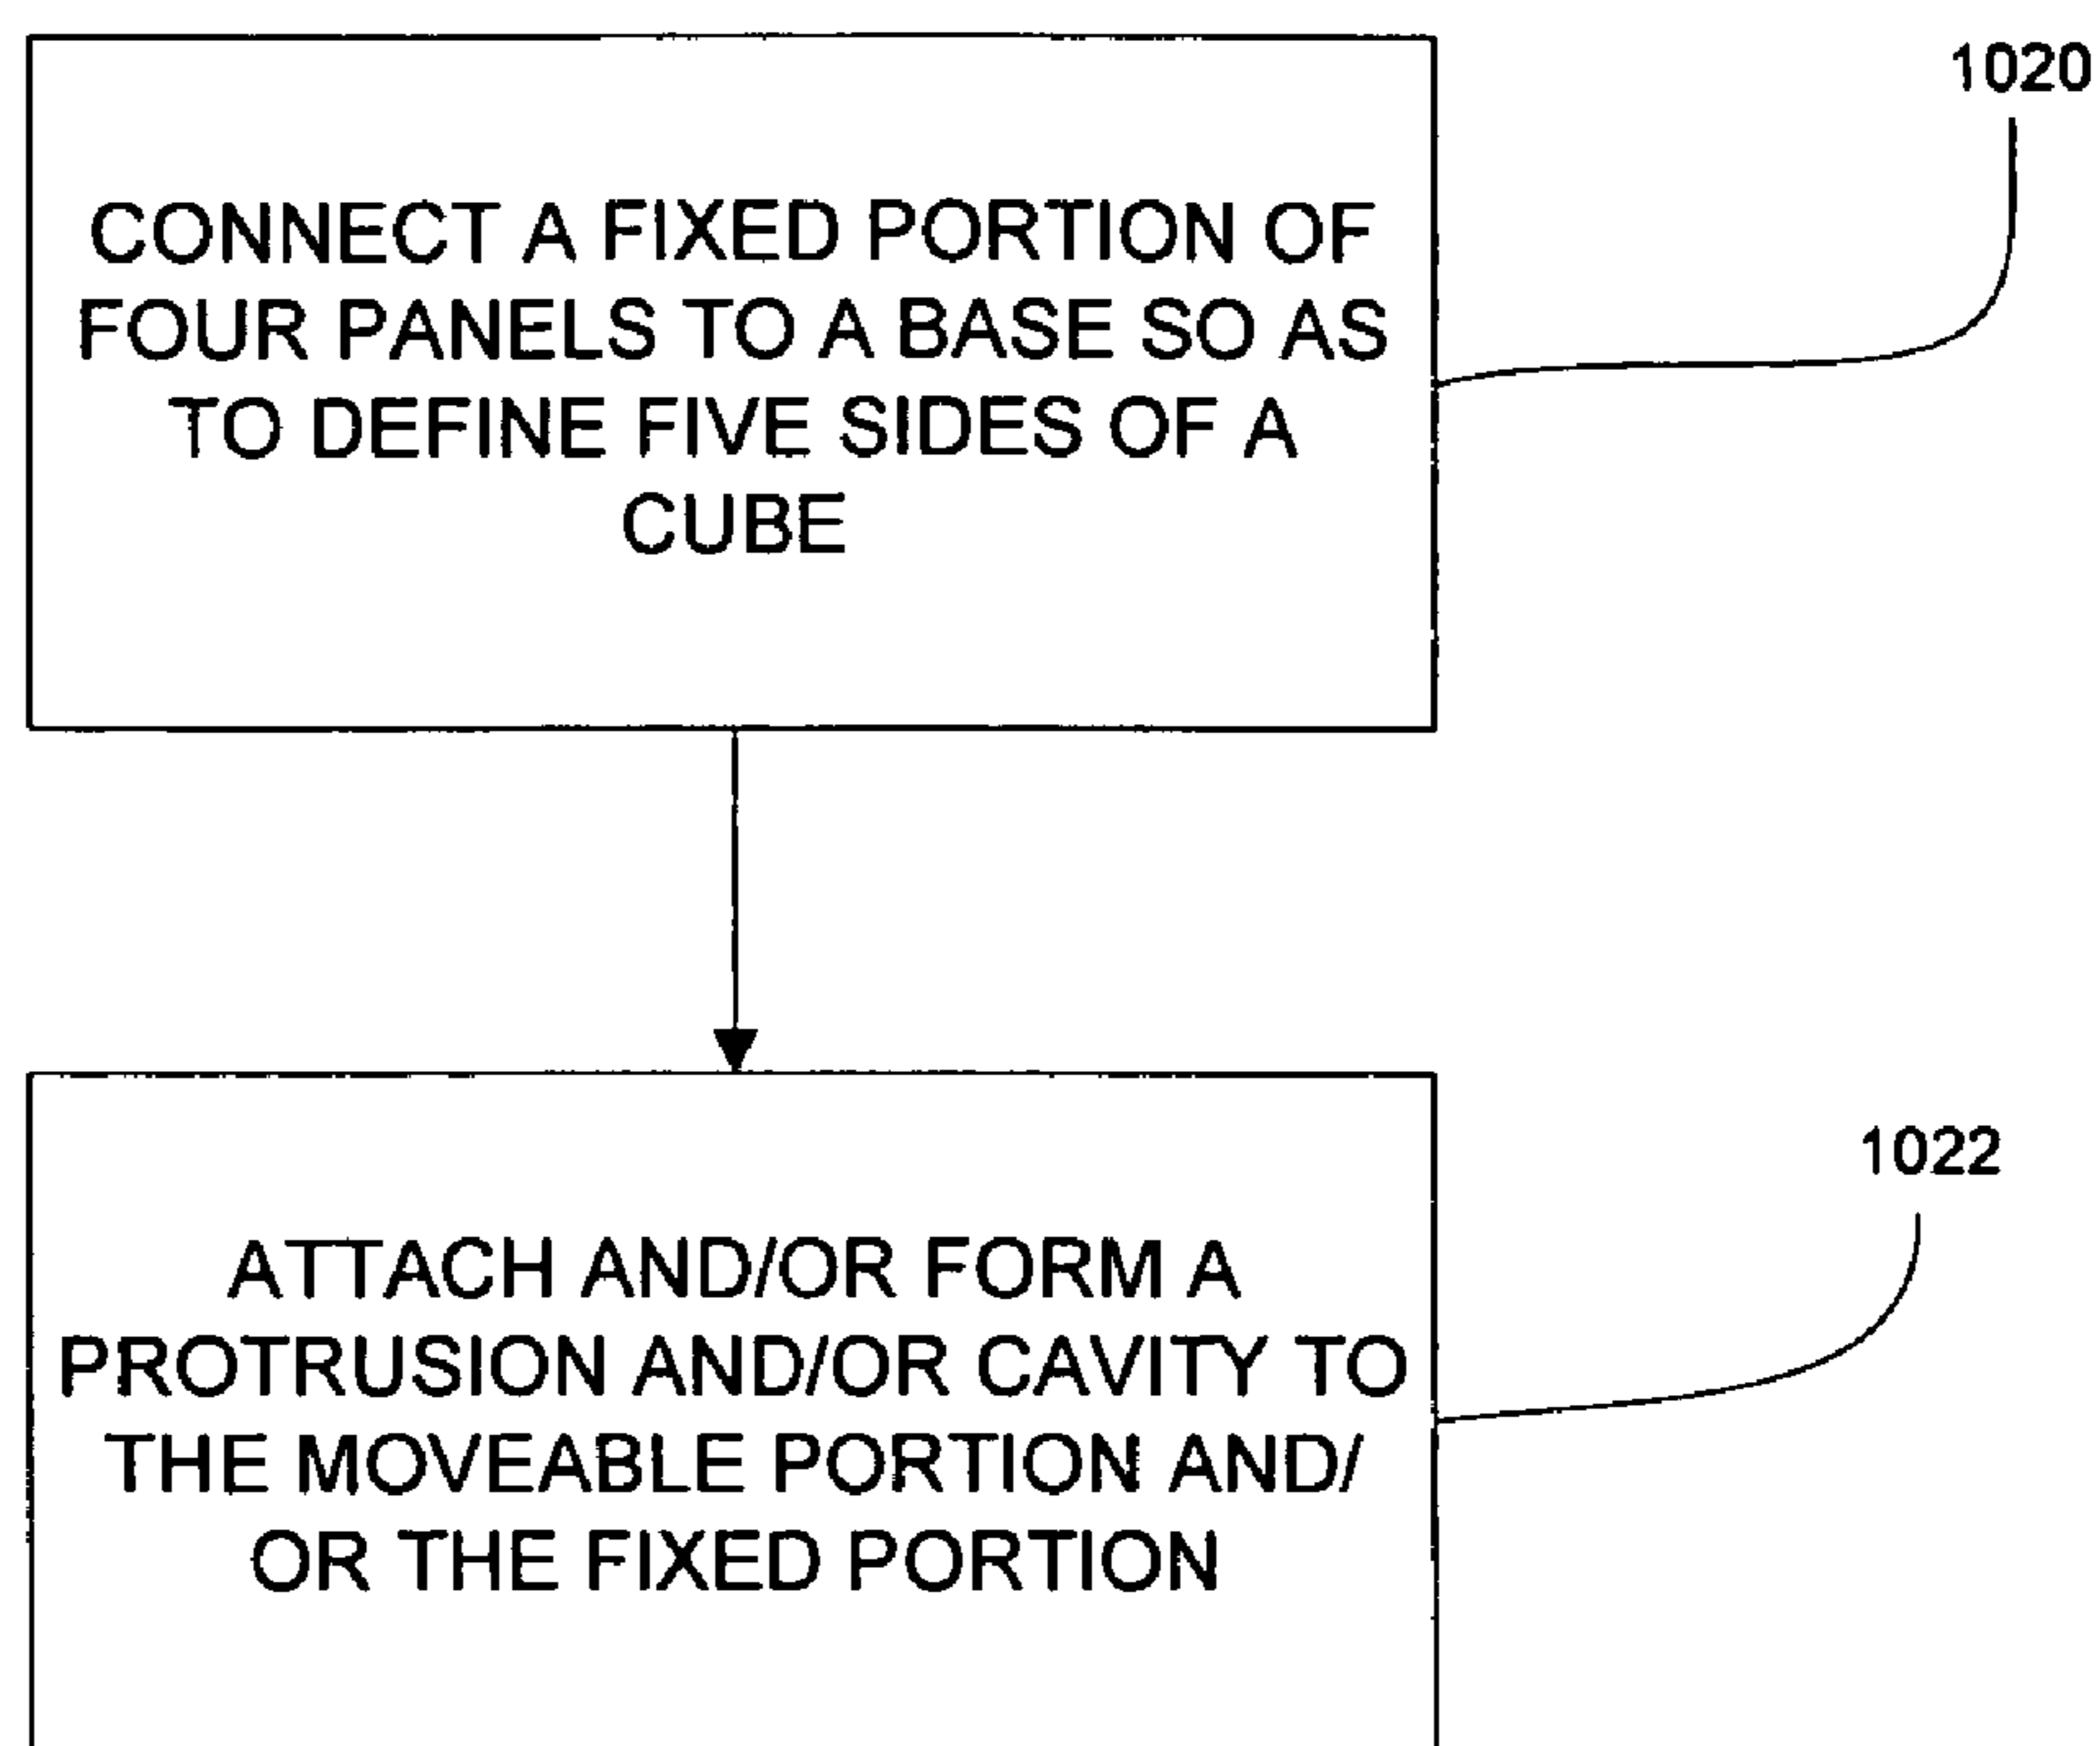 1020
CONNECT A FIXED PORTION OF
FOUR PANELS TO A BASE SO AS
TO DEFINE FIVE SIDES OF A
CUBE
1022
ATTACH AND/OR FORM A
PROTRUSION AND/OR CAVITY TO
THE MOVEABLE PORTION AND/
OR THE FIXED PORTION